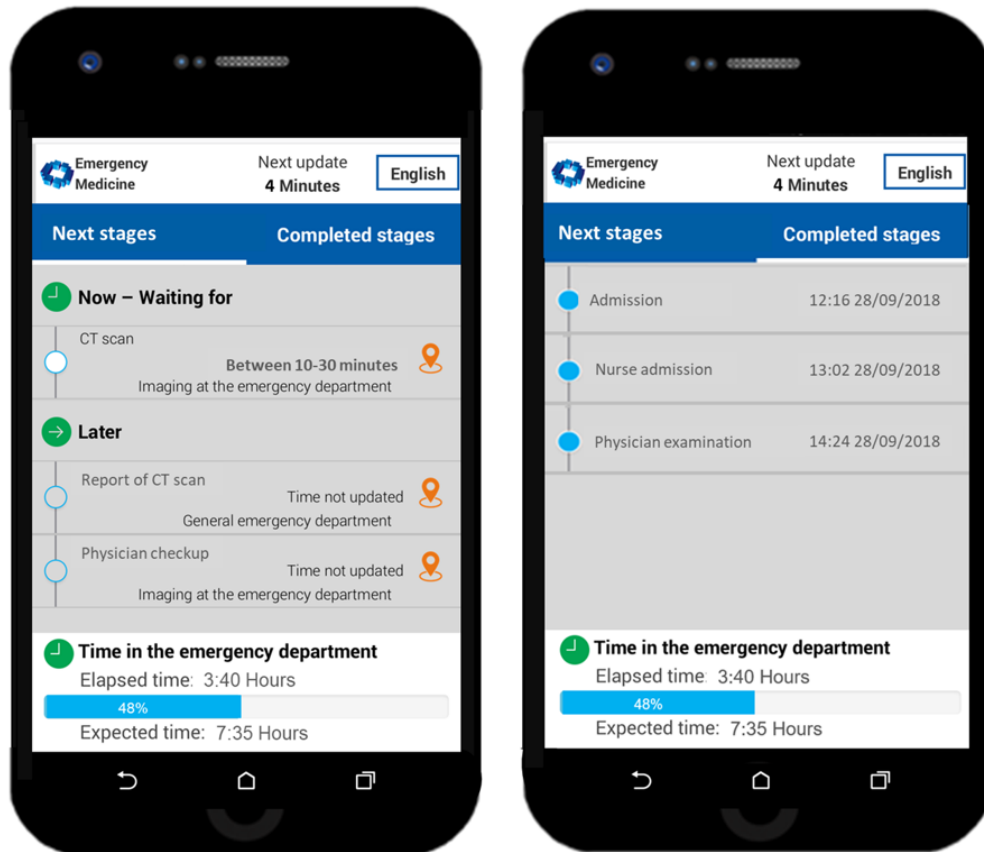 Emergency
Medicine
Next update
4 Minutes
English
Next stages
Completed stages
Now – Waiting for
CT scan
Between 10-30 minutes
Imaging at the emergency department
Later
Report of CT scan
Time not updated
General emergency department
Physician checkup
Time not updated
Imaging at the emergency department
Time in the emergency department
Elapsed time: 3:40 Hours
48%
Expected time: 7:35 Hours
Emergency
Medicine
Next update
4 Minutes
English
Next stages
Completed stages
Admission 12:16 28/09/2018
Nurse admission 13:02 28/09/2018
Physician examination 14:24 28/09/2018
Time in the emergency department
Elapsed time: 3:40 Hours
48%
Expected time: 7:35 Hours